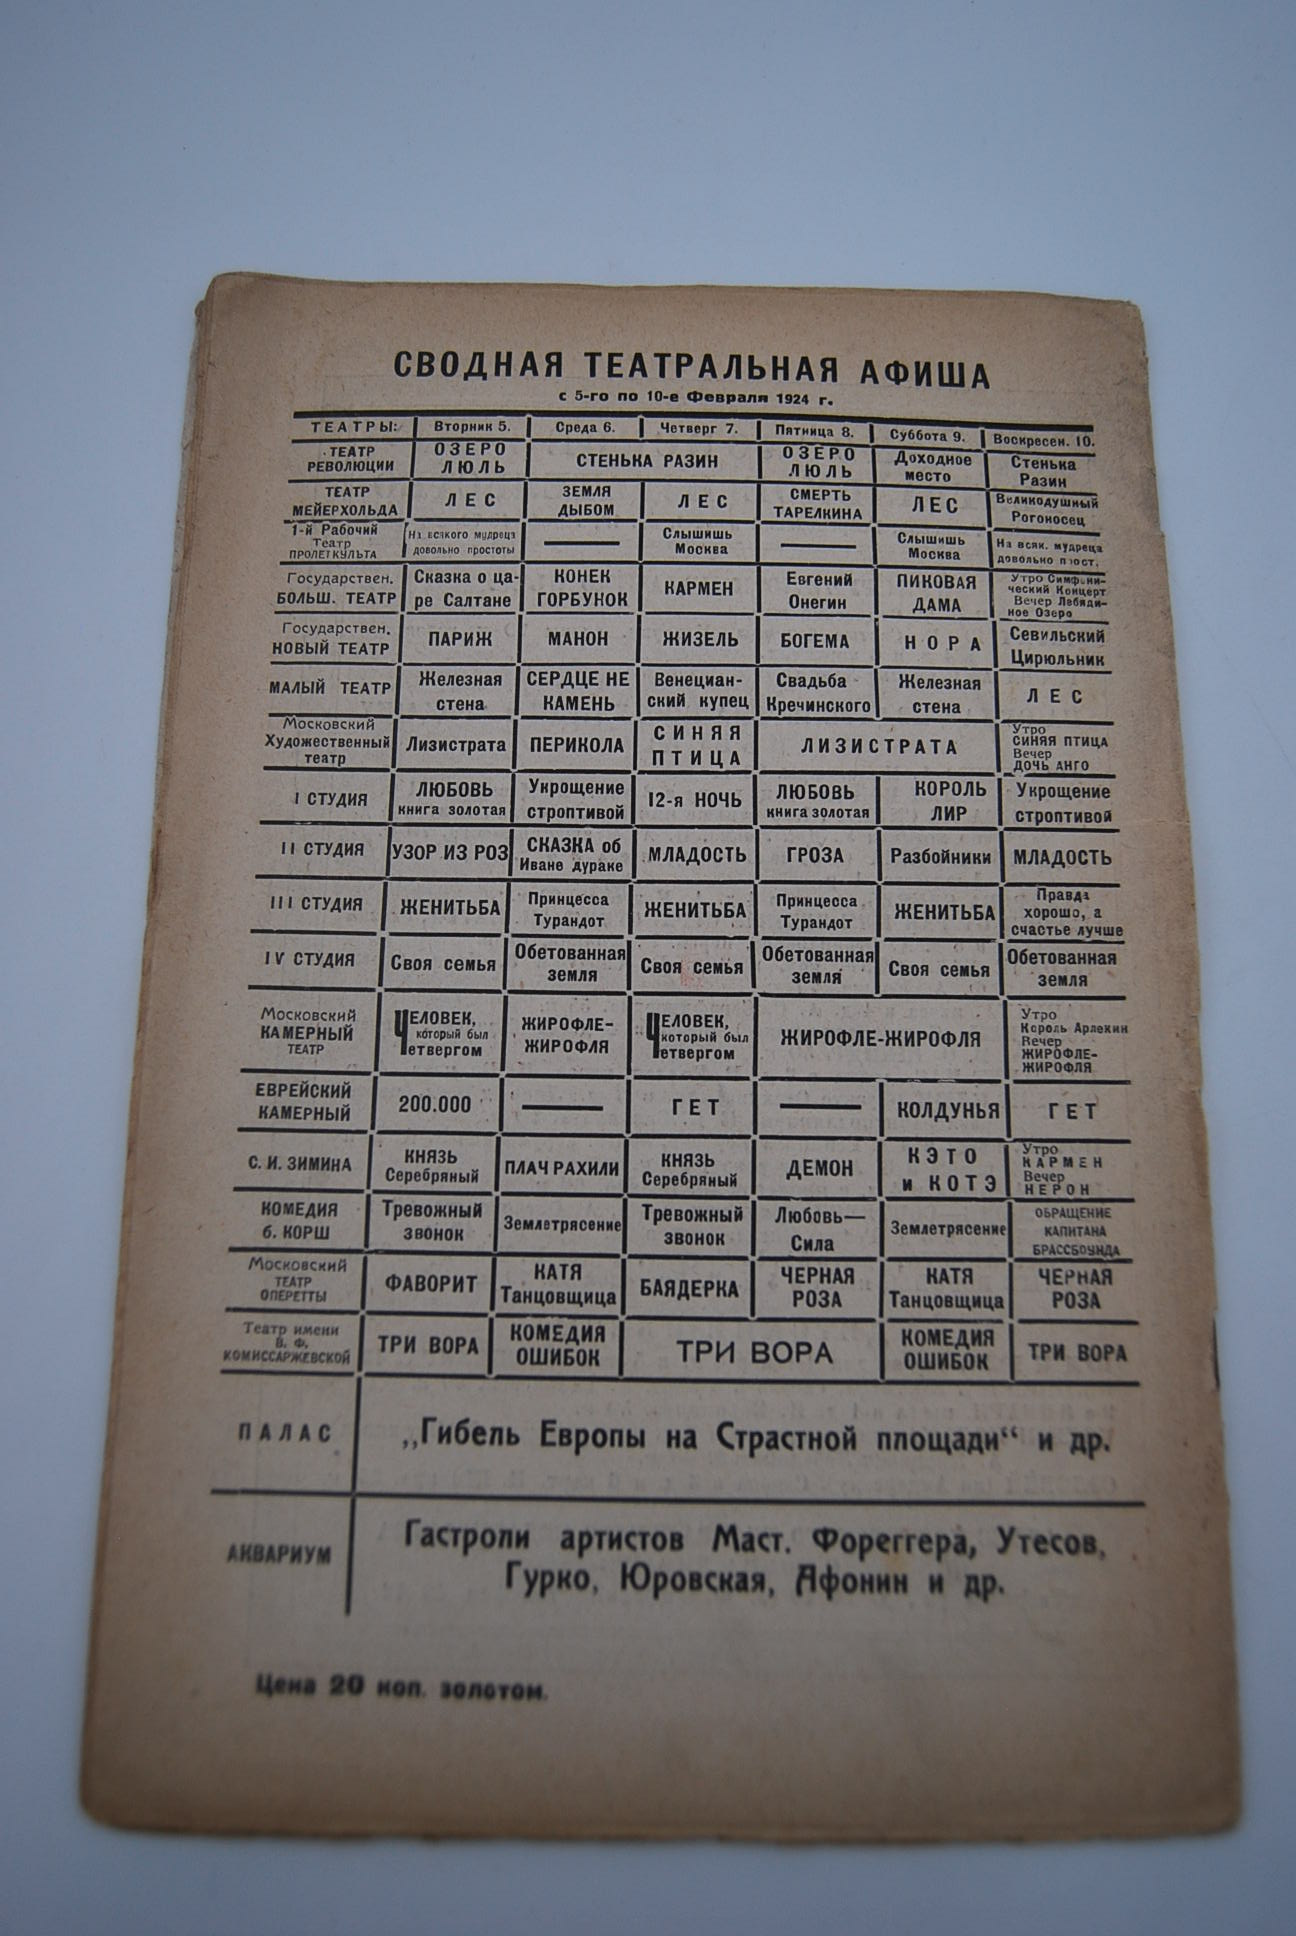 СВОДНАЯ ТЕАТРАЛЬНАЯ АФИША
с 5-го по 10-е Февраля 1924 г.
ТЕАТРЫ: Вторник 5. Среда 6. Четверг 7. Пятница 8. Суббота 9. Воскресен. 10.
ТЕАТР РЕВОЛЮЦИИ ОЗЕРО ЛЮЛЬ СТЕНЬКА РАЗИН ОЗЕРО ЛЮЛЬ Доходное место Стенька Разин
ТЕАТР МЕЙЕРХОЛЬДА ЛЕС ЗЕМЛЯ ДЫБОМ ЛЕС СМЕРТЬ ТАРЕЛКИНА ЛЕС Великодушный Рогоносец
1-й Рабочий Театр ПРОЛЕТКУЛЬТА На всякого мудреца довольно простоты — Слышишь Москва — Слышишь Москва На всяк. мудреца довольно прост.
Государствен. БОЛЬШ. ТЕАТР Сказка о ца-ре Салтане КОНЕК ГОРБУНОК КАРМЕН Евгений Онегин ПИКОВАЯ ДАМА Утро Симфони-ческий Концерт Вечер Лебяди-ное Озеро
Государствен. НОВЫЙ ТЕАТР ПАРИЖ МАНОН ЖИЗЕЛЬ БОГЕМА НОРА Севильский Цирюльник
МАЛЫЙ ТЕАТР Железная стена СЕРДЦЕ НЕ КАМЕНЬ Венециан-ский купец Свадьба Кречинского Железная стена ЛЕС
Московский Художественный театр Лизистрата ПЕРИКОЛА СИНЯЯ ПТИЦА ЛИЗИСТРАТА Утро СИНЯЯ ПТИЦА Вечер ДОЧЬ АНГО
I СТУДИЯ ЛЮБОВЬ книга золотая Укрощение строптивой 12-я НОЧЬ ЛЮБОВЬ книга золотая КОРОЛЬ ЛИР Укрощение строптивой
II СТУДИЯ УЗОР ИЗ РОЗ СКАЗКА об Иване дураке МЛАДОСТЬ ГРОЗА Разбойники МЛАДОСТЬ
III СТУДИЯ ЖЕНИТЬБА Принцесса Турандот ЖЕНИТЬБА Принцесса Турандот ЖЕНИТЬБА Правда хорошо, а счастье лучше
IV СТУДИЯ Своя семья Обетованная земля Своя семья Обетованная земля Своя семья Обетованная земля
Московский КАМЕРНЫЙ ТЕАТР ЧЕЛОВЕК, который был Четвергом ЖИРОФЛЕ-ЖИРОФЛЯ ЧЕЛОВЕК, который был Четвергом ЖИРОФЛЕ-ЖИРОФЛЯ Утро Король Арлекин Вечер ЖИРОФЛЕ-ЖИРОФЛЯ
ЕВРЕЙСКИЙ КАМЕРНЫЙ 200.000 — ГЕТ — КОЛДУНЬЯ ГЕТ
С. И. ЗИМИНА КНЯЗЬ Серебряный ПЛАЧ РАХИЛИ КНЯЗЬ Серебряный ДЕМОН КЭТО и КОТЭ Утро КАРМЕН Вечер НЕРОН
КОМЕДИЯ б. КОРШ Тревожный звонок Землетрясение Тревожный звонок Любовь— Сила Землетрясение ОБРАЩЕНИЕ КАПИТАНА БРАССБОУНДА
Московский ТЕАТР ОПЕРЕТТЫ ФАВОРИТ КАТЯ Танцовщица БАЯДЕРКА ЧЕРНАЯ РОЗА КАТЯ Танцовщица ЧЕРНАЯ РОЗА
Театр имени В. Ф. КОМИССАРЖЕВСКОЙ ТРИ ВОРА КОМЕДИЯ ОШИБОК ТРИ ВОРА КОМЕДИЯ ОШИБОК ТРИ ВОРА
ПАЛАС „Гибель Европы на Страстной площади“ и др.
АКВАРИУМ Гастроли артистов Маст. Фореггера, Утесов,
Гурко, Юровская, Афонин и др.
Цена 20 коп. золотом.